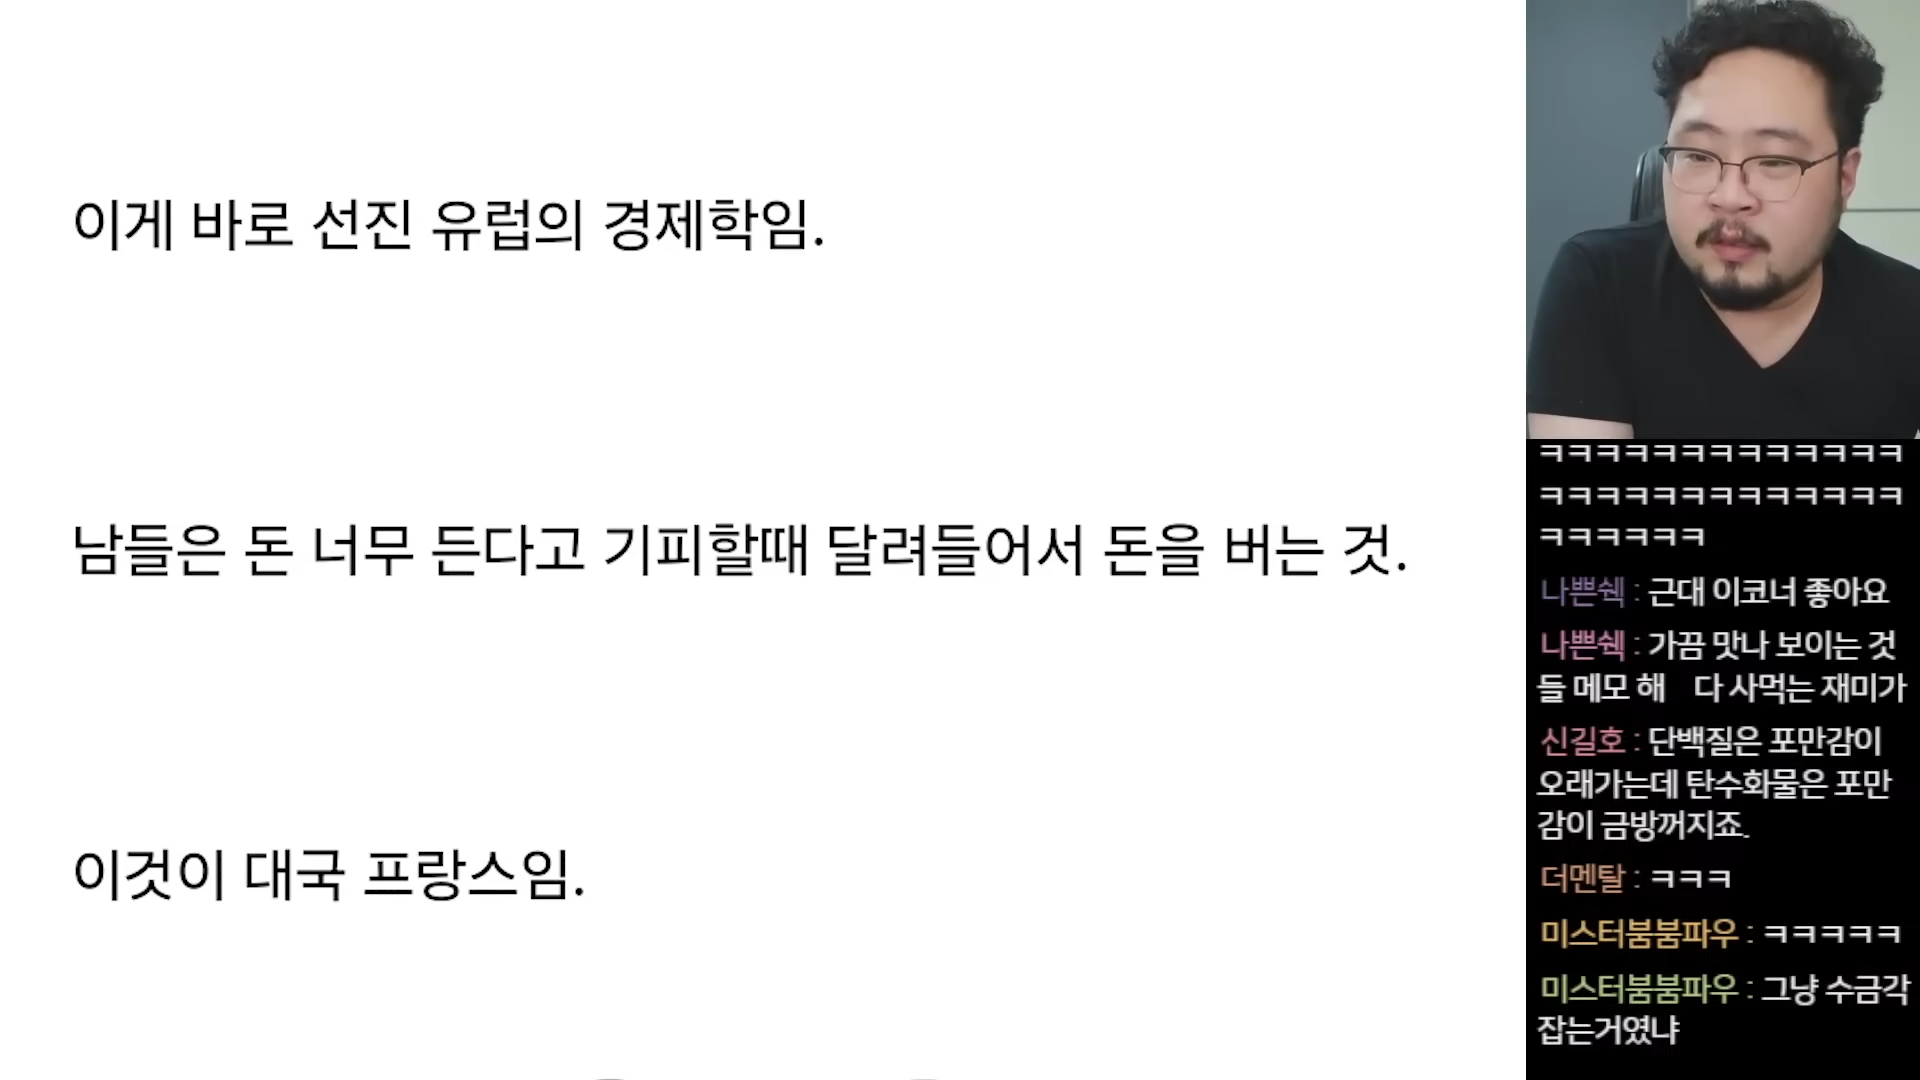 이게 바로 선진 유럽의 경제학임.
남들은 돈 너무 든다고 기피할때 달려들어서 돈을 버는 것.
이것이 대국 프랑스임.
ㅋㅋㅋㅋㅋㅋㅋㅋㅋㅋㅋㅋㅋ
ㅋㅋㅋㅋㅋㅋㅋㅋㅋㅋㅋㅋㅋ
ㅋㅋㅋㅋㅋㅋ
나쁜쉑 : 근대 이코너 좋아요
나쁜쉑 : 가끔 맛나 보이는 것
들 메모 해 다 사먹는 재미가
신길호 : 단백질은 포만감이
오래가는데 탄수화물은 포만
감이 금방꺼지죠.
더멘탈 : ㅋㅋㅋ
미스터붐붐파우 : ㅋㅋㅋㅋㅋ
미스터붐붐파우 : 그냥 수금각
잡는거였냐